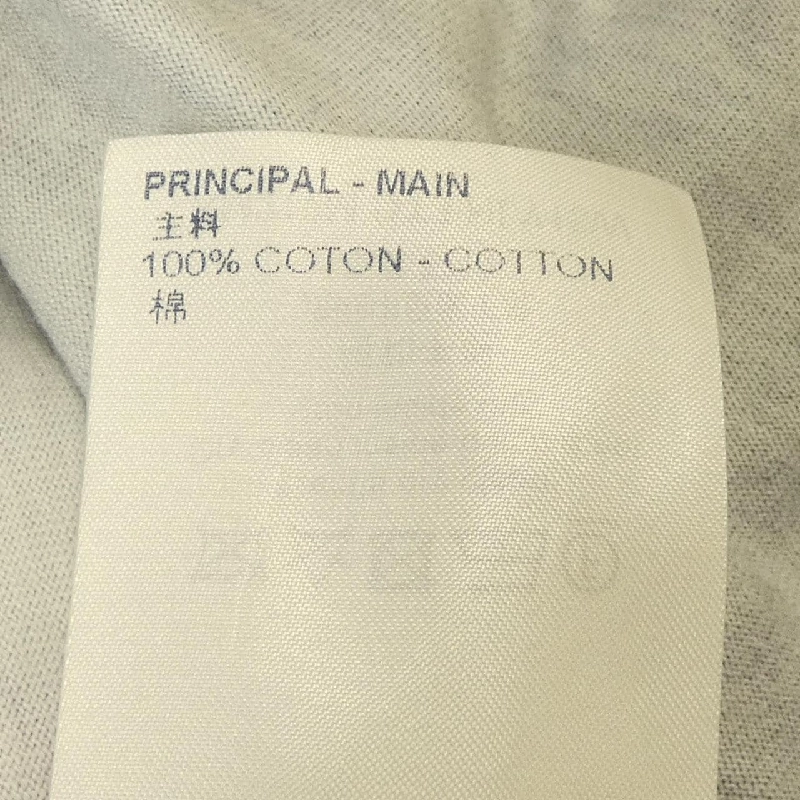 PRINCIPAL - MAIN
主料
100% COTON - COTTON
棉